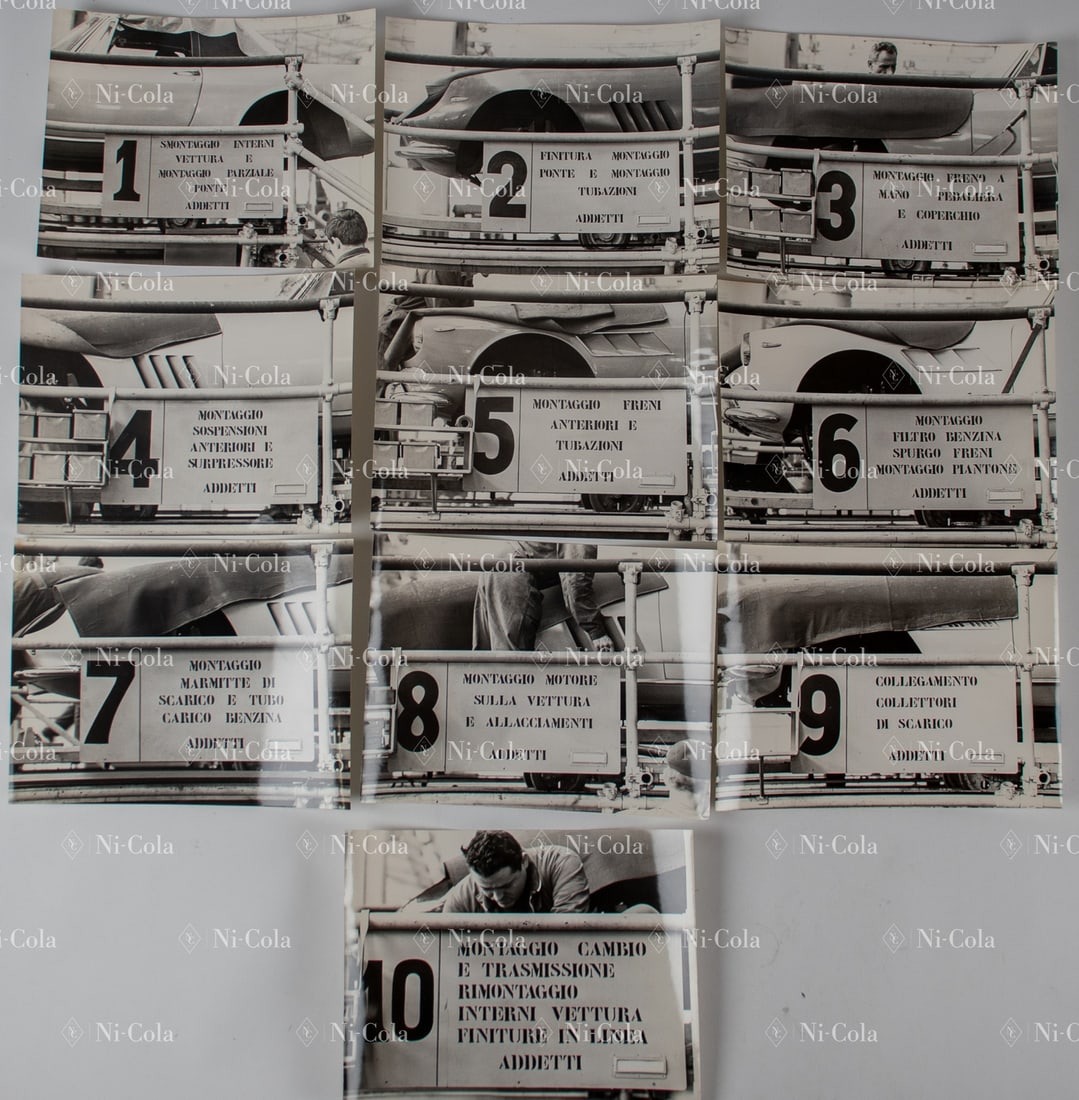 1
SMONTAGGIO INTERNI
VETTURA E
MONTAGGIO PARZIALE
PONTE
ADDETTI
2
FINITURA MONTAGGIO
PONTE E MONTAGGIO
TUBAZIONI
ADDETTI
3
MONTAGGIO FRENO A
MANO PEDALIERA
E COPERCHIO
ADDETTI
4
MONTAGGIO
SOSPENSIONI
ANTERIORI E
SURPRESSORE
ADDETTI
5
MONTAGGIO FRENI
ANTERIORI E
TUBAZIONI
ADDETTI
6
MONTAGGIO
FILTRO BENZINA
SPURGO FRENI
MONTAGGIO PIANTONE
ADDETTI
7
MONTAGGIO
MARMITTE DI
SCARICO E TUBO
CARICO BENZINA
ADDETTI
8
MONTAGGIO MOTORE
SULLA VETTURA
E ALLACCIAMENTI
ADDETTI
9
COLLEGAMENTO
COLLETTORI
DI SCARICO
ADDETTI
10
MONTAGGIO CAMBIO
E TRASMISSIONE
RIMONTAGGIO
INTERNI VETTURA
FINITURE IN LINEA
ADDETTI
Ni-Cola